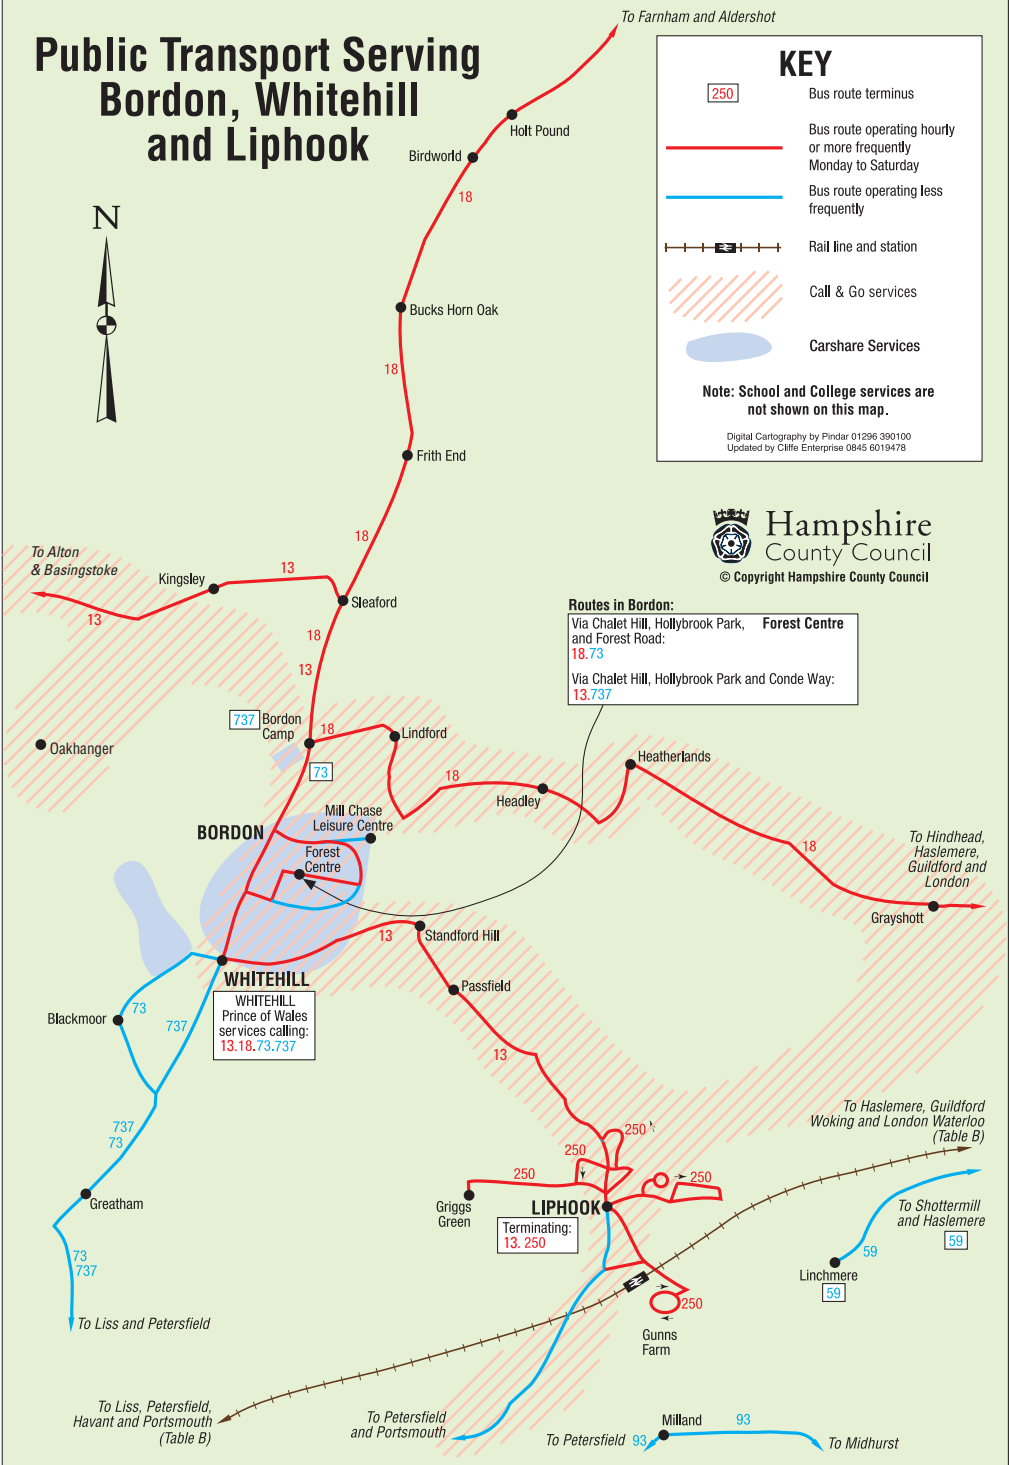 Public Transport Serving
Bordon, Whitehill
and Liphook
To Farnham and Aldershot
KEY
250
Bus route terminus
Bus route operating hourly
or more frequently
Monday to Saturday
Bus route operating less
frequently
Rail line and station
Call & Go services
Carshare Services
Note: School and College services are
not shown on this map.
Digital Cartography by Pindar 01296 390100
Updated by Cliffe Enterprise 0845 6019478
N
Holt Pound
Birdworld
18
Bucks Horn Oak
18
Frith End
18
Hampshire
County Council
© Copyright Hampshire County Council
To Alton
& Basingstoke
Kingsley
13
13
Sleaford
18
13
Routes in Bordon:
Via Chalet Hill, Hollybrook Park,
and Forest Road:
Forest Centre
18.73
Via Chalet Hill, Hollybrook Park and Conde Way:
13.737
737
Bordon
Camp
18
Lindford
Oakhanger
73
18
Headley
Heatherlands
Mill Chase
Leisure Centre
BORDON
Forest
Centre
18
To Hindhead,
Haslemere,
Guildford and
London
Grayshott
13
Standford Hill
WHITEHILL
WHITEHILL
Prince of Wales
services calling:
13.18.73.737
Passfield
73
Blackmoor
737
13
737
73
250
250
To Haslemere, Guildford
Woking and London Waterloo
(Table B)
250
250
Greatham
Griggs
Green
LIPHOOK
Terminating:
13. 250
To Shottermill
and Haslemere
59
59
Linchmere
59
73
737
To Liss and Petersfield
250
Gunns
Farm
To Liss, Petersfield,
Havant and Portsmouth
(Table B)
To Petersfield
and Portsmouth
Milland
93
To Petersfield
93
To Midhurst